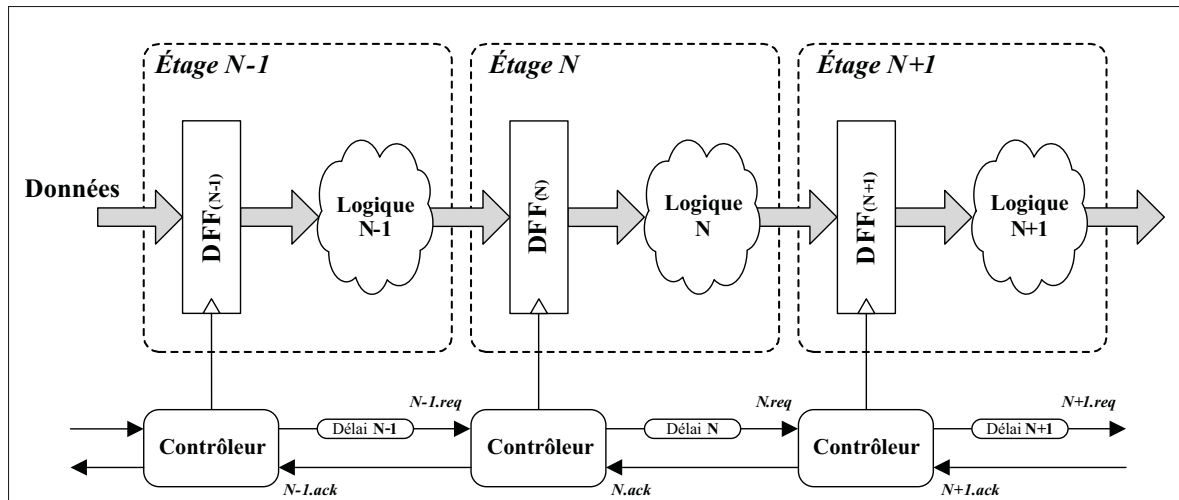 Étage N-1
Étage N
Étage N+1
Données
DFF(N-1)
Logique
N-1
DFF(N)
Logique
N
DFF(N+1)
Logique
N+1
N-1.req
N.req
N+1.req
Contrôleur
Délai N-1
Contrôleur
Délai N
Contrôleur
Délai N+1
N-1.ack
N.ack
N+1.ack